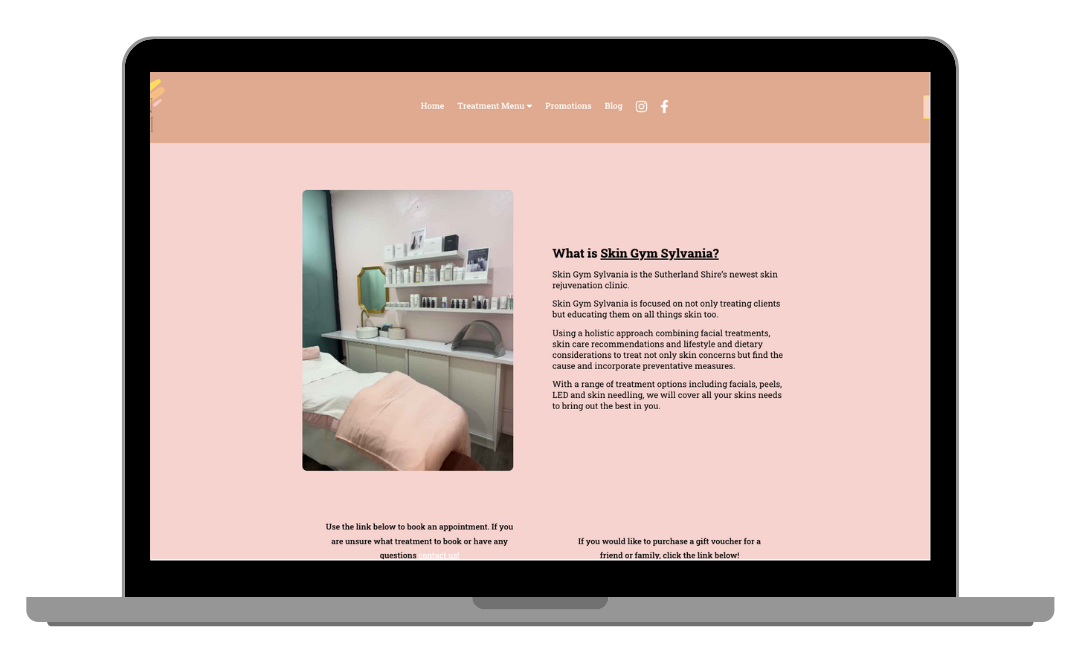 Home Treatment Menu Promotions Blog
What is Skin Gym Sylvania?
Skin Gym Sylvania is the Sutherland Shire's newest skin
rejuvenation clinic.
Skin Gym Sylvania is focused on not only treating clients
but educating them on all things skin too.
Using a holistic approach combining facial treatments,
skin care recommendations and lifestyle and dietary
considerations to treat not only skin concerns but find the
cause and incorporate preventative measures.
With a range of treatment options including facials, peels,
LED and skin needling, we will cover all your skins needs
to bring out the best in you.
Use the link below to book an appointment. If you
are unsure what treatment to book or have any
questions contact us!
If you would like to purchase a gift voucher for a
friend or family, click the link below!